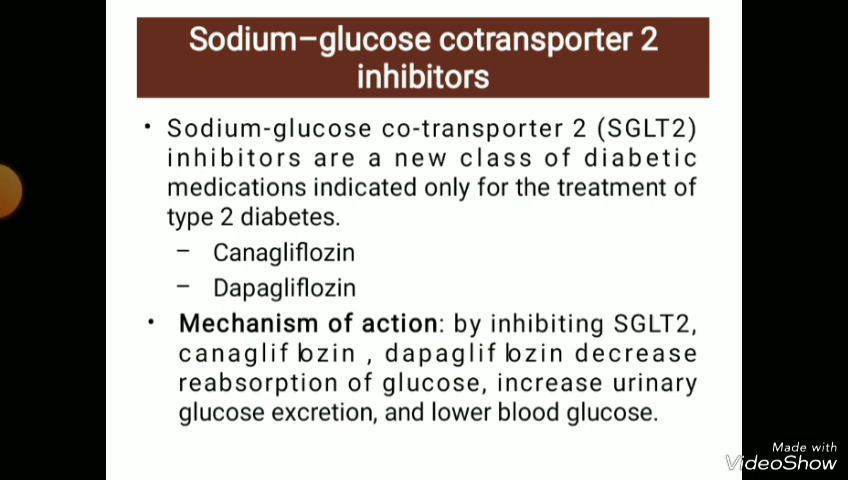 Sodium–glucose cotransporter 2
inhibitors
• Sodium-glucose co-transporter 2 (SGLT2)
inhibitors are a new class of diabetic
medications indicated only for the treatment of
type 2 diabetes.
– Canagliflozin
– Dapagliflozin
• Mechanism of action: by inhibiting SGLT2,
canaglif lozin , dapaglif lozin decrease
reabsorption of glucose, increase urinary
glucose excretion, and lower blood glucose.
Made with
VideoShow